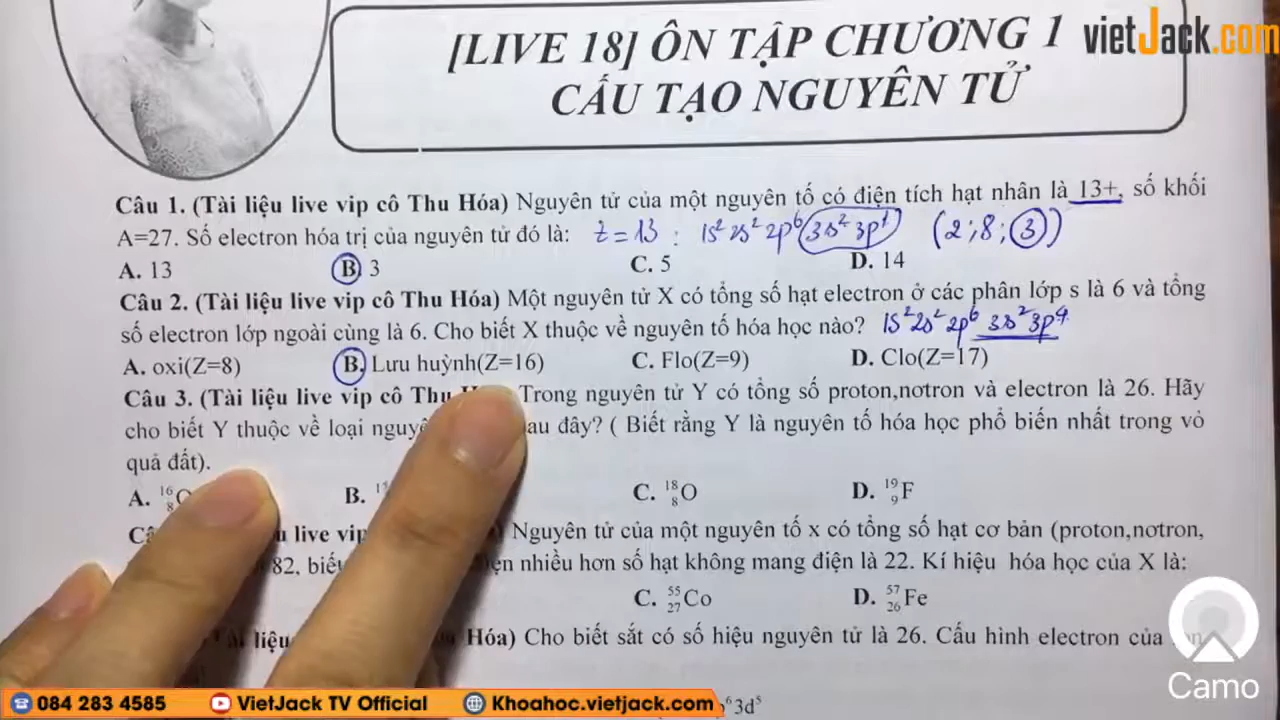 [LIVE 18] ÔN TẬP CHƯƠNG 1
vietJack.com
CẤU TẠO NGUYÊN TỬ
Câu 1. (Tài liệu live vip cô Thu Hóa) Nguyên tử của một nguyên tố có điện tích hạt nhân là 13+, số khối
A=27. Số electron hóa trị của nguyên tử đó là: Z = 13 : 1s² 2s² 2p⁶ 3s² 3p¹ (2; 8; 3)
A. 13 B. 3 C. 5 D. 14
Câu 2. (Tài liệu live vip cô Thu Hóa) Một nguyên tử X có tổng số hạt electron ở các phân lớp s là 6 và tổng
số electron lớp ngoài cùng là 6. Cho biết X thuộc về nguyên tố hóa học nào? 1s² 2s² 2p⁶ 3s² 3p⁴
A. oxi(Z=8) B. Lưu huỳnh(Z=16) C. Flo(Z=9) D. Clo(Z=17)
Câu 3. (Tài liệu live vip cô Thu Trong nguyên tử Y có tổng số proton,nơtron và electron là 26. Hãy
cho biết Y thuộc về loại đây? ( Biết rằng Y là nguyên tố hóa học phổ biến nhất trong vỏ
quả đất).
A. B. C. ¹⁸₈O D. ¹⁹₉F
live vip Nguyên tử của một nguyên tố x có tổng số hạt cơ bản (proton,nơtron,
82, nhiều hơn số hạt không mang điện là 22. Kí hiệu hóa học của X là:
C. ⁵⁵₂₇Co D. ⁵⁷₂₆Fe
liệu Hóa) Cho biết sắt có số hiệu nguyên tử là 26. Cấu hình electron của
3d⁵
084 283 4585 VietJack TV Official Khoahoc.vietjack.com
Camo